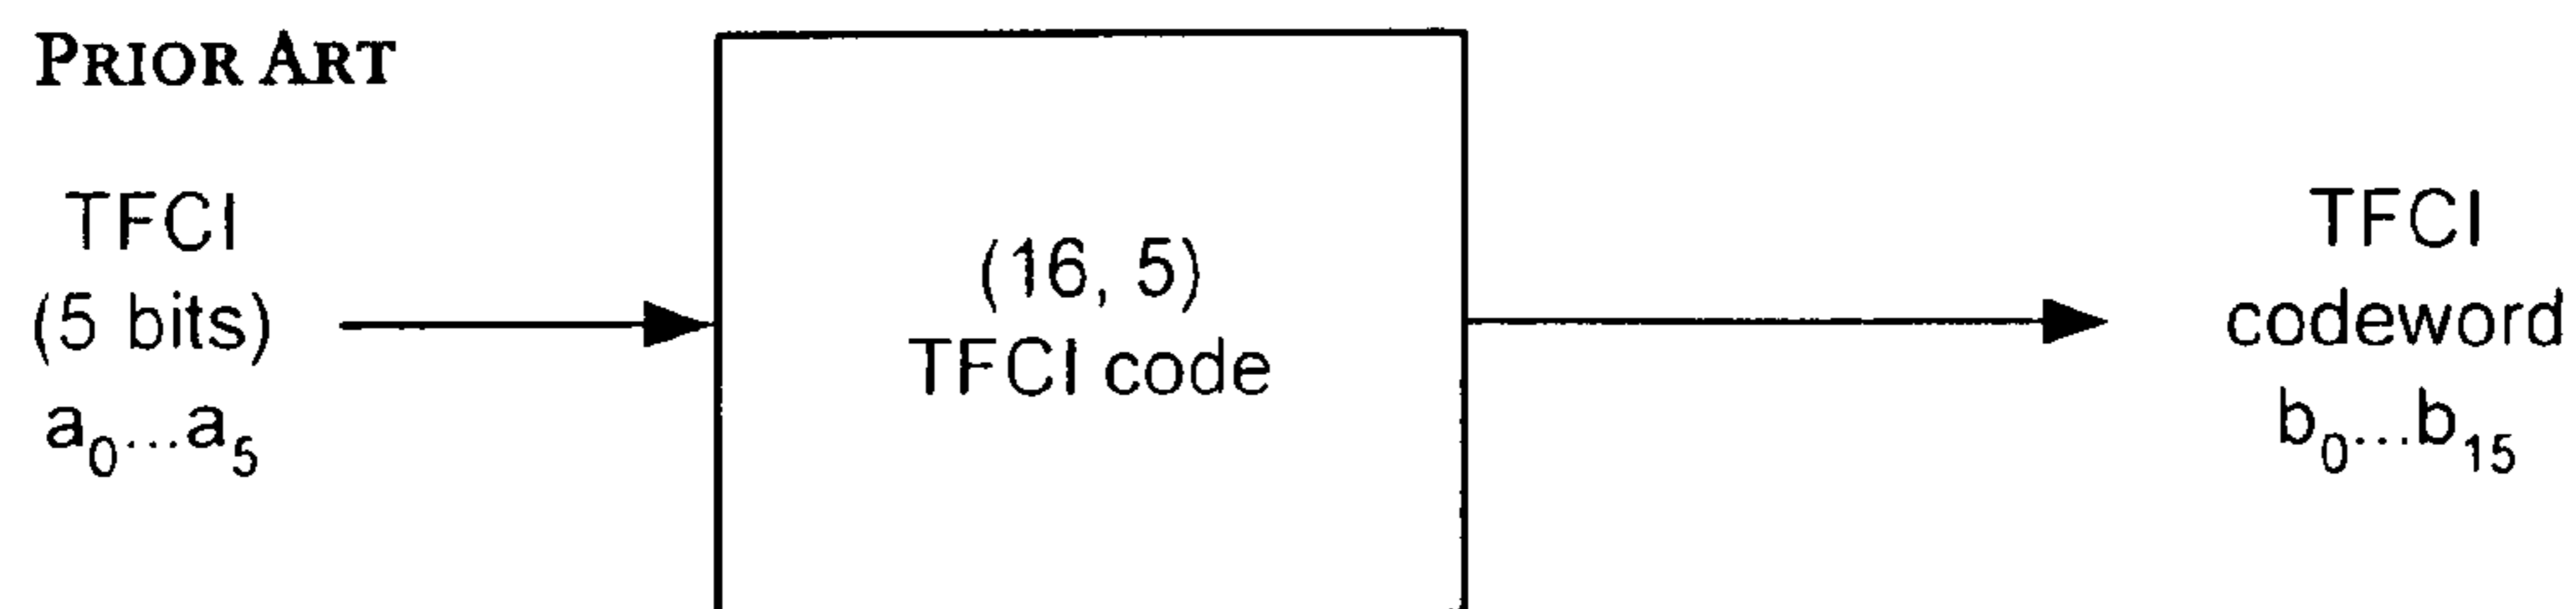 PRIOR ART
TFCI
(5 bits)
a₀...a₅
(16, 5)
TFCI code
TFCI
codeword
b₀...b₁₅